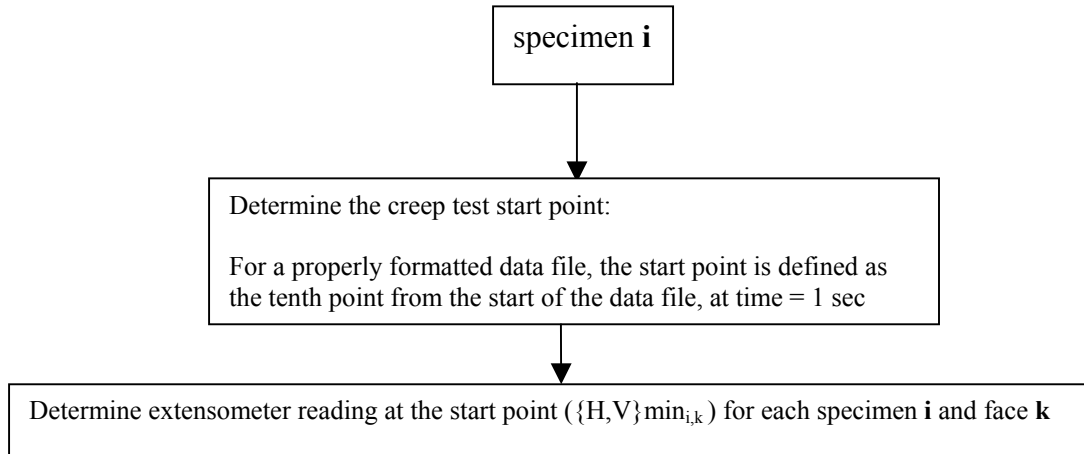 specimen i
Determine the creep test start point:
For a properly formatted data file, the start point is defined as
the tenth point from the start of the data file, at time = 1 sec
Determine extensometer reading at the start point ({H,V}min_{i,k}) for each specimen i and face k